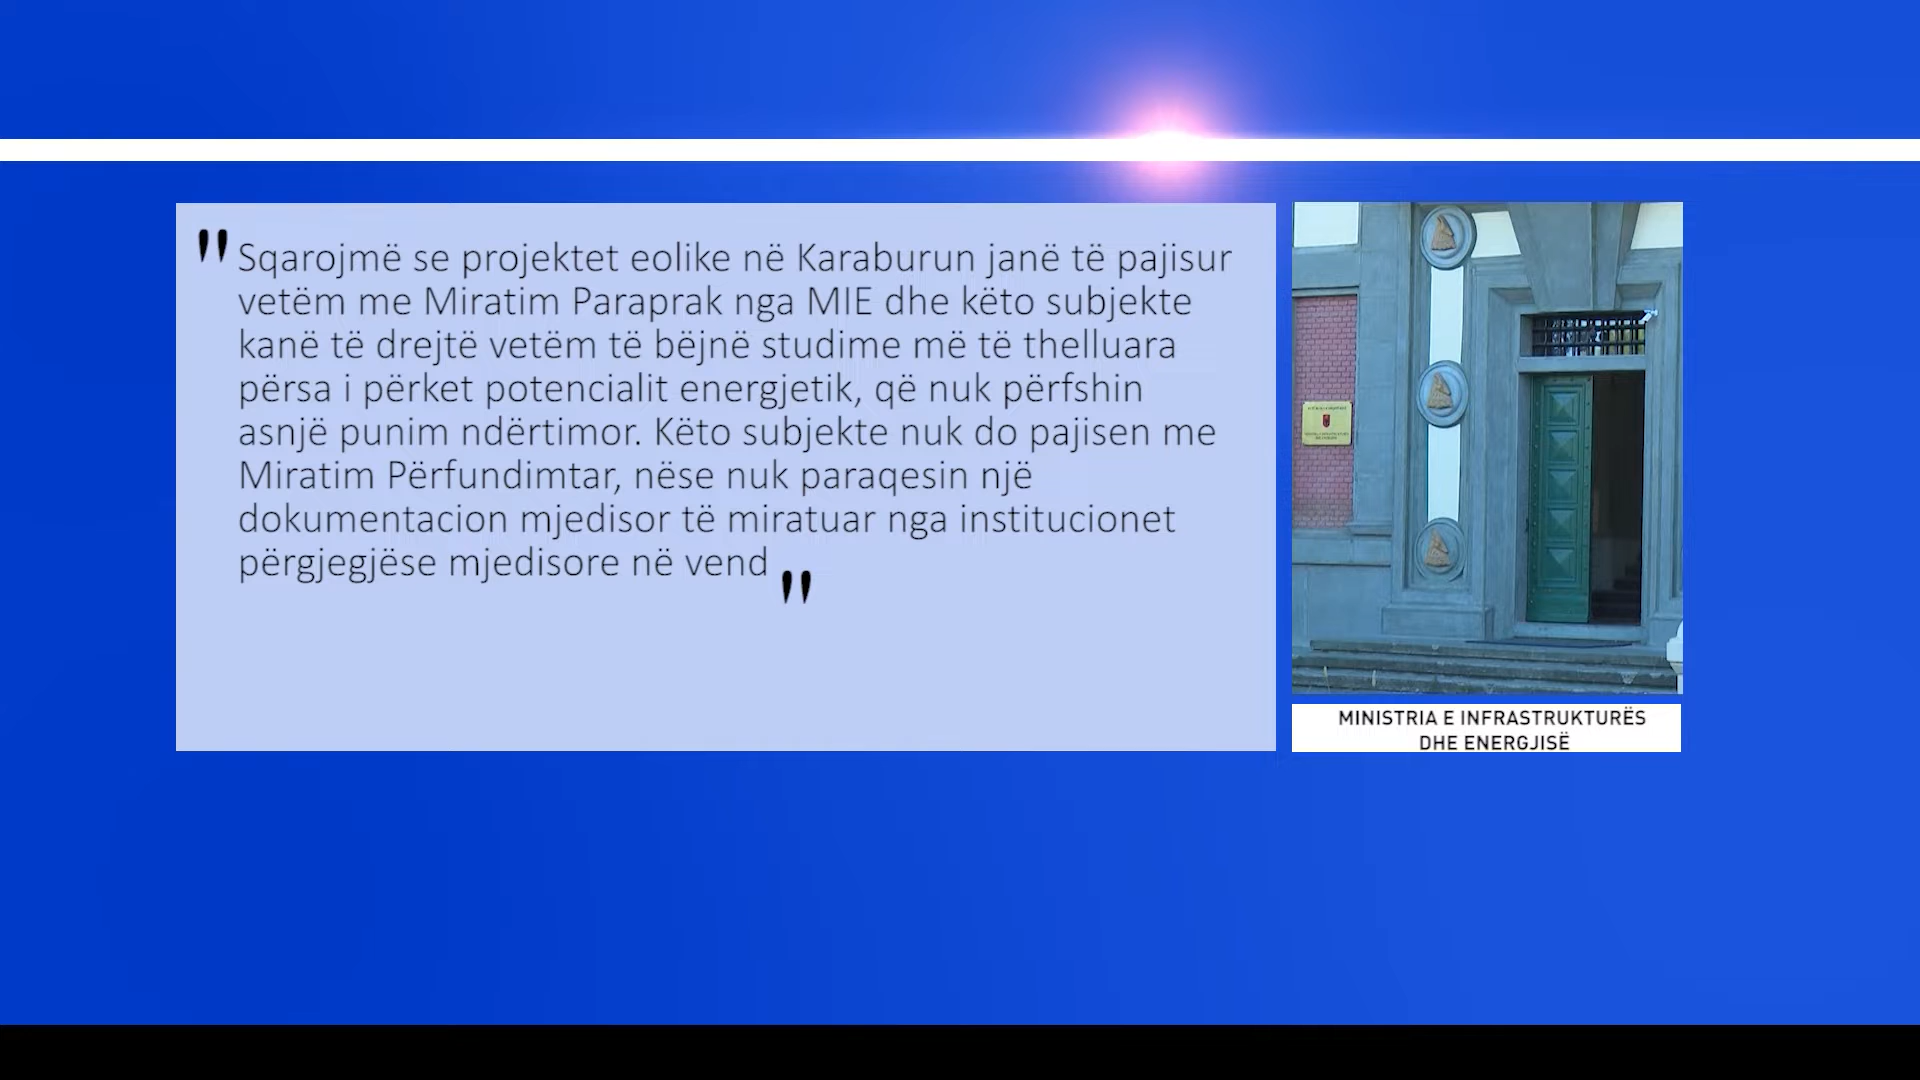 "Sqarojmë se projektet eolike në Karaburun janë të pajisur
vetëm me Miratim Paraprak nga MIE dhe këto subjekte
kanë të drejtë vetëm të bëjnë studime më të thelluara
përsa i përket potencialit energjetik, që nuk përfshin
asnjë punim ndërtimor. Këto subjekte nuk do pajisen me
Miratim Përfundimtar, nëse nuk paraqesin një
dokumentacion mjedisor të miratuar nga institucionet
përgjegjëse mjedisore në vend"
MINISTRIA E INFRASTRUKTURËS
DHE ENERGJISË